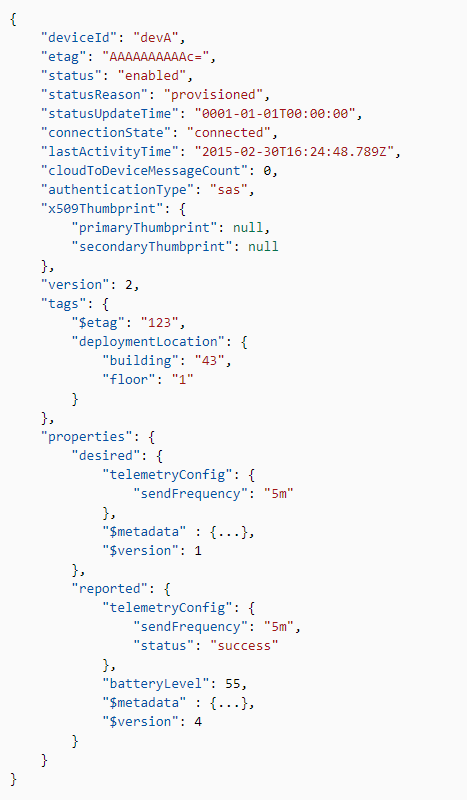 {
    "deviceId": "devA",
    "etag": "AAAAAAAAAAc=",
    "status": "enabled",
    "statusReason": "provisioned",
    "statusUpdateTime": "0001-01-01T00:00:00",
    "connectionState": "connected",
    "lastActivityTime": "2015-02-30T16:24:48.789Z",
    "cloudToDeviceMessageCount": 0,
    "authenticationType": "sas",
    "x509Thumbprint": {
        "primaryThumbprint": null,
        "secondaryThumbprint": null
    },
    "version": 2,
    "tags": {
        "$etag": "123",
        "deploymentLocation": {
            "building": "43",
            "floor": "1"
        }
    },
    "properties": {
        "desired": {
            "telemetryConfig": {
                "sendFrequency": "5m"
            },
            "$metadata" : {...},
            "$version": 1
        },
        "reported": {
            "telemetryConfig": {
                "sendFrequency": "5m",
                "status": "success"
            },
            "batteryLevel": 55,
            "$metadata" : {...},
            "$version": 4
        }
    }
}